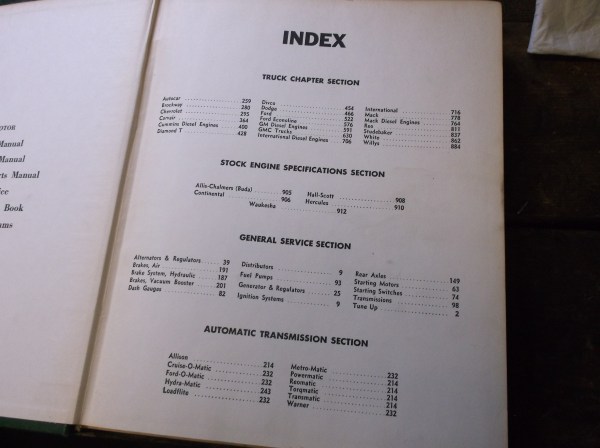 OTOR
Manual
Manual
rts Manual
ice
Book
ams
INDEX
TRUCK CHAPTER SECTION
Autocar 259
Brockway 280
Chevrolet 295
Corvair 364
Cummins Diesel Engines 400
Diamond T 428
Divco 454
Dodge 466
Ford 522
Ford Econoline 576
GM Diesel Engines 591
GMC Trucks 630
International Diesel Engines 706
International 716
Mack 778
Mack Diesel Engines 764
Reo 811
Studebaker 837
White 862
Willys 884
STOCK ENGINE SPECIFICATIONS SECTION
Allis-Chalmers (Buda) 905
Continental 906
Hall-Scott 908
Hercules 910
Waukesha 912
GENERAL SERVICE SECTION
Alternators & Regulators 39
Brakes, Air 191
Brake System, Hydraulic 187
Brakes, Vacuum Booster 201
Dash Gauges 82
Distributors 9
Fuel Pumps 93
Generator & Regulators 25
Ignition Systems 9
Rear Axles 149
Starting Motors 63
Starting Switches 74
Transmissions 98
Tune Up 2
AUTOMATIC TRANSMISSION SECTION
Allison 214
Cruise-O-Matic 232
Ford-O-Matic 232
Hydra-Matic 243
Loadflite 232
Metro-Matic 232
Powermatic 214
Reomatic 214
Torqmatic 214
Transmatic 214
Warner 232